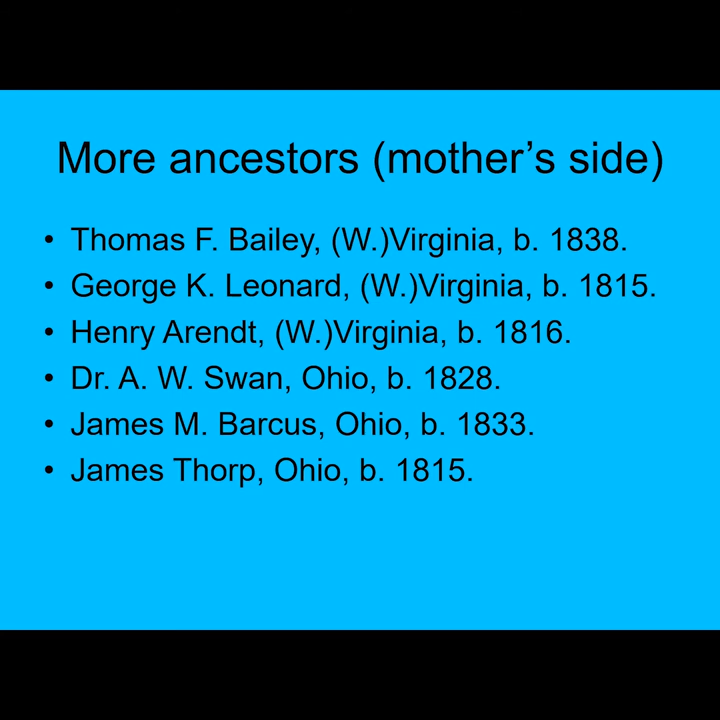 More ancestors (mother’s side)
• Thomas F. Bailey, (W.)Virginia, b. 1838.
• George K. Leonard, (W.)Virginia, b. 1815.
• Henry Arendt, (W.)Virginia, b. 1816.
• Dr. A. W. Swan, Ohio, b. 1828.
• James M. Barcus, Ohio, b. 1833.
• James Thorp, Ohio, b. 1815.